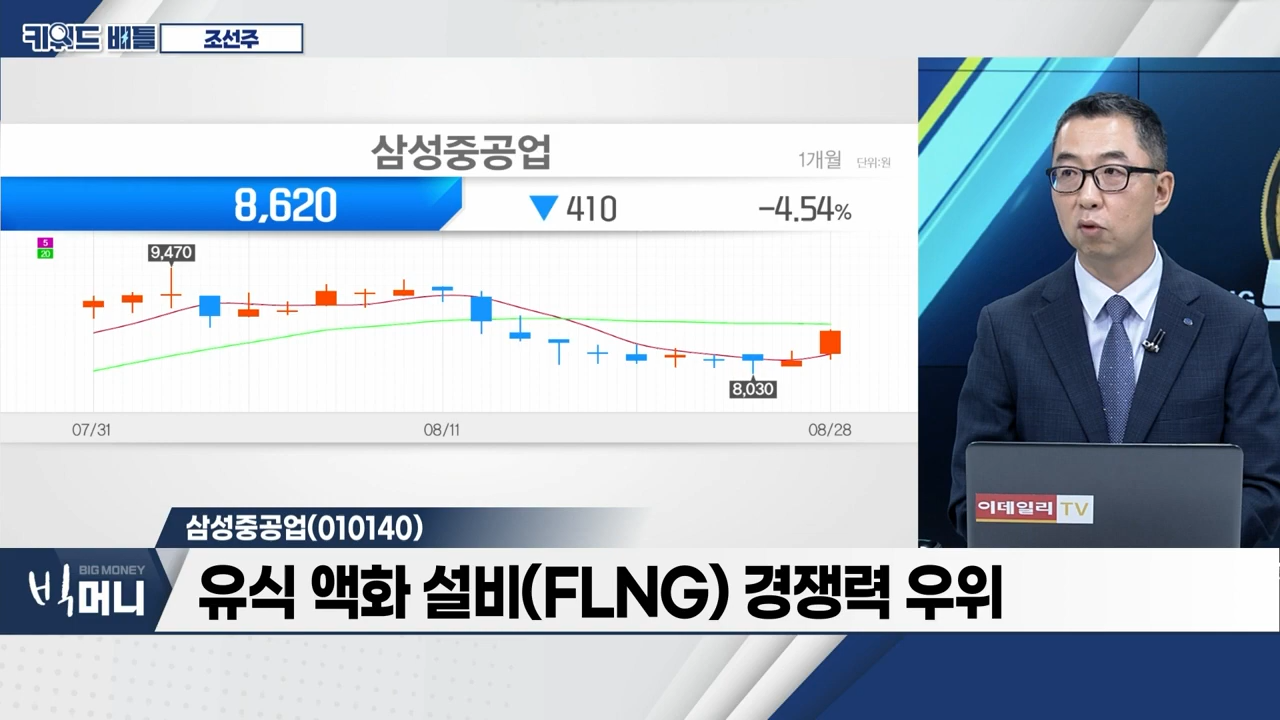 키워드 배틀
조선주
삼성중공업
1개월 단위:원
8,620 ▼ 410 -4.54%
5
20
9,470
8,030
07/31 08/11 08/28
이데일리 TV
삼성중공업(010140)
BIG MONEY
빅머니
유식 액화 설비(FLNG) 경쟁력 우위